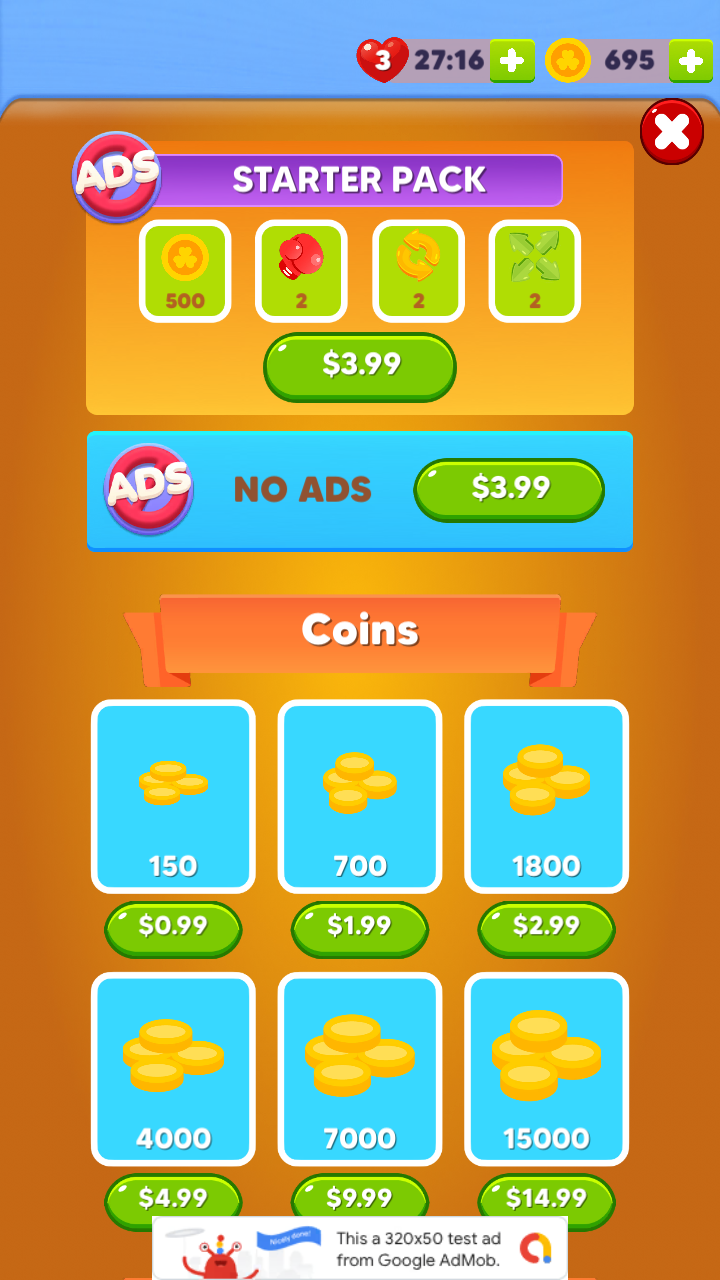 3 27:16 695
ADS STARTER PACK
500 2 2 2
$3.99
ADS NO ADS $3.99
Coins
150 700 1800
$0.99 $1.99 $2.99
4000 7000 15000
$4.99 $9.99 $14.99
Nicely done!
This a 320x50 test ad
from Google AdMob.